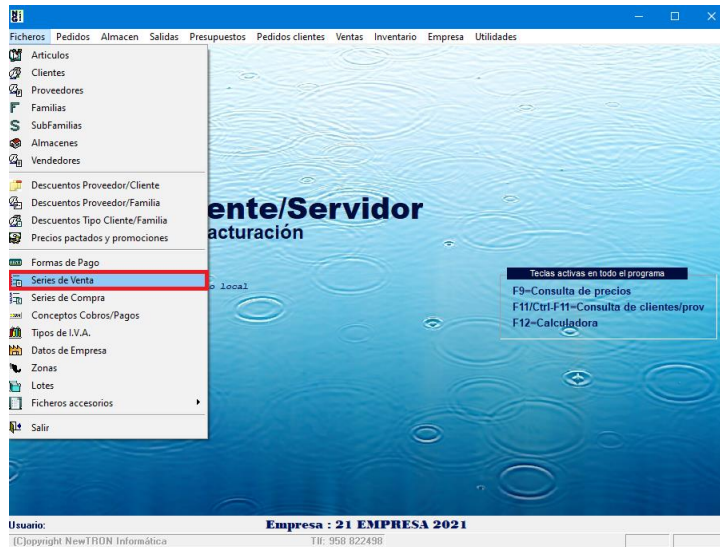 Ficheros Pedidos Almacen Salidas Presupuestos Pedidos clientes Ventas Inventario Empresa Utilidades
Articulos
Clientes
Proveedores
Familias
SubFamilias
Almacenes
Vendedores
Descuentos Proveedor/Cliente
Descuentos Proveedor/Familia
Descuentos Tipo Cliente/Familia
Precios pactados y promociones
Formas de Pago
Series de Venta
Series de Compra
Conceptos Cobros/Pagos
Tipos de I.V.A.
Datos de Empresa
Zonas
Lotes
Ficheros accesorios
Salir
ente/Servidor
acturación
o local
Teclas activas en todo el programa
F9=Consulta de precios
F11/Ctrl-F11=Consulta de clientes/prov
F12=Calculadora
Usuario: Empresa : 21 EMPRESA 2021
(C)opyright NewTRON Informática Tlf: 958 822498